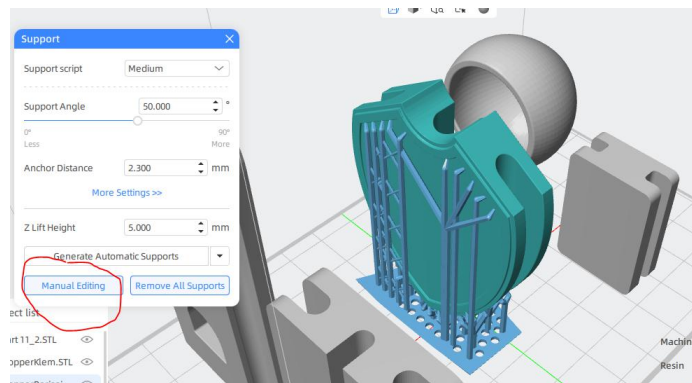 Support
Support script Medium
Support Angle 50.000 °
0° 90°
Less More
Anchor Distance 2.300 mm
More Settings >>
Z Lift Height 5.000 mm
Generate Automatic Supports
Manual Editing Remove All Supports
ect list
art 11_2.STL
opperKlem.STL
Machin
Resin